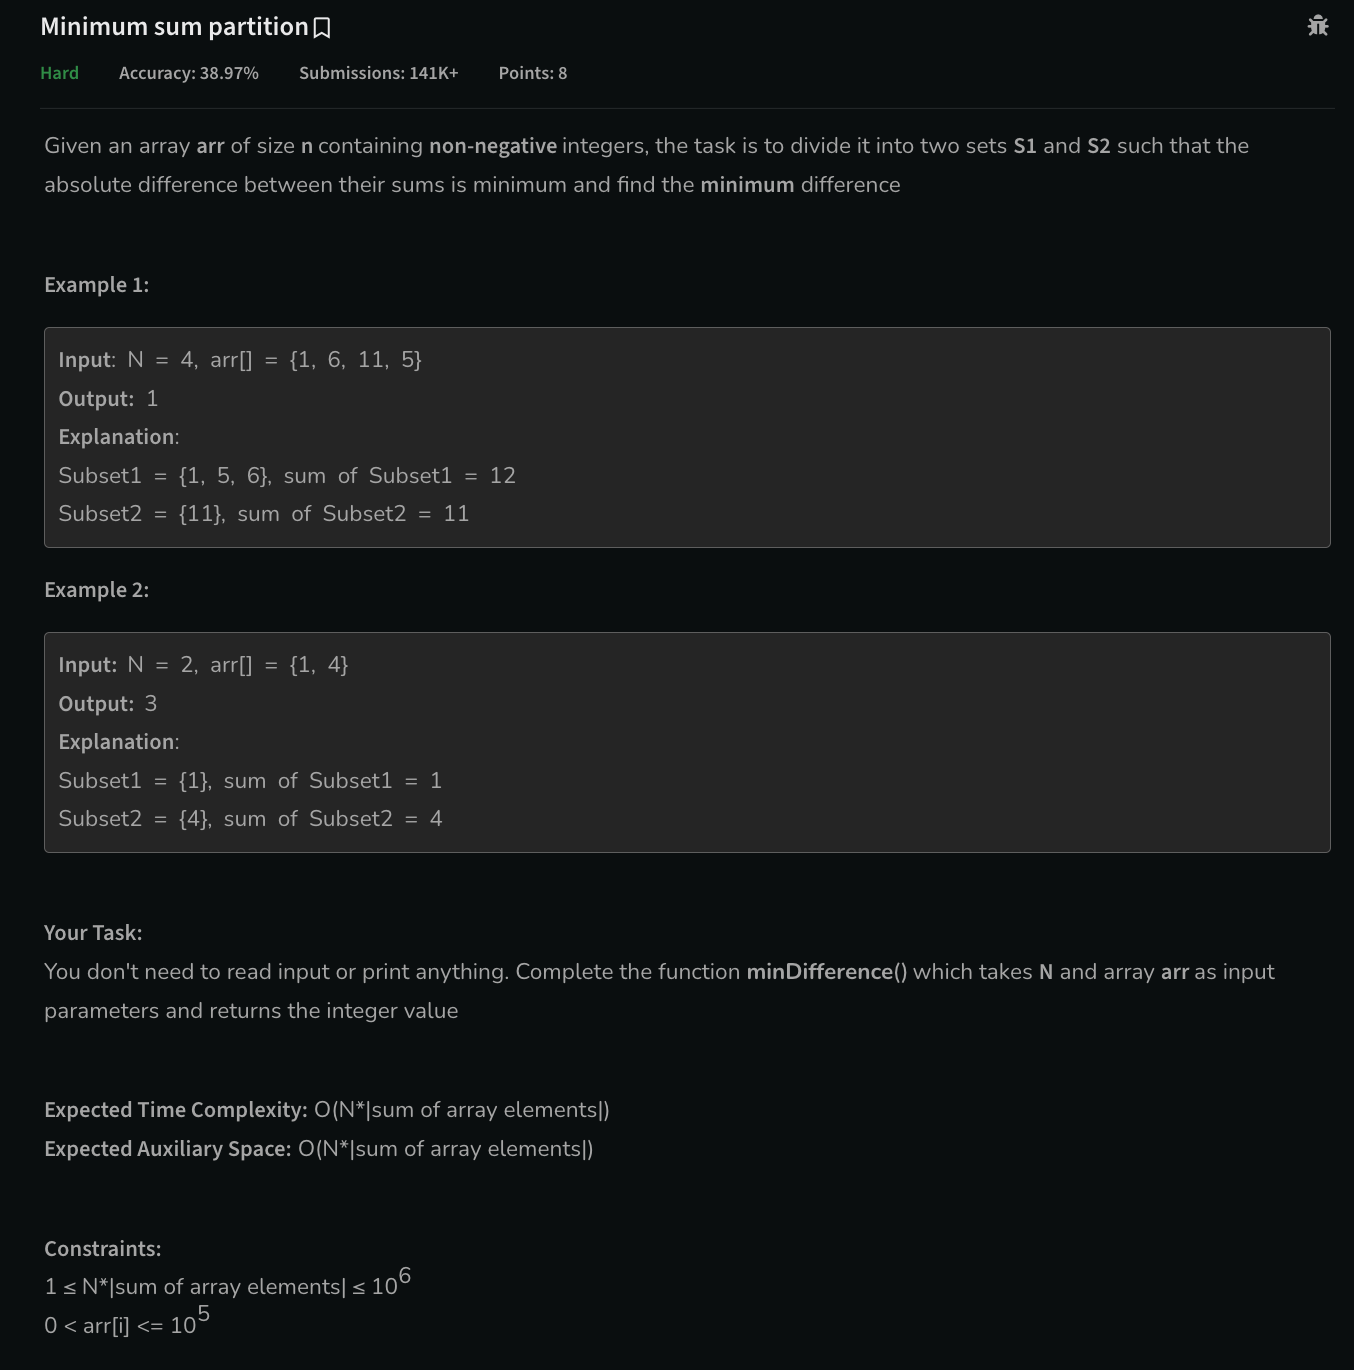 Minimum sum partition
Hard Accuracy: 38.97% Submissions: 141K+ Points: 8
Given an array arr of size n containing non-negative integers, the task is to divide it into two sets S1 and S2 such that the
absolute difference between their sums is minimum and find the minimum difference
Example 1:
Input: N = 4, arr[] = {1, 6, 11, 5}
Output: 1
Explanation:
Subset1 = {1, 5, 6}, sum of Subset1 = 12
Subset2 = {11}, sum of Subset2 = 11
Example 2:
Input: N = 2, arr[] = {1, 4}
Output: 3
Explanation:
Subset1 = {1}, sum of Subset1 = 1
Subset2 = {4}, sum of Subset2 = 4
Your Task:
You don't need to read input or print anything. Complete the function minDifference() which takes N and array arr as input
parameters and returns the integer value
Expected Time Complexity: O(N*|sum of array elements|)
Expected Auxiliary Space: O(N*|sum of array elements|)
Constraints:
1 ≤ N*|sum of array elements| ≤ 10⁶
0 < arr[i] <= 10⁵